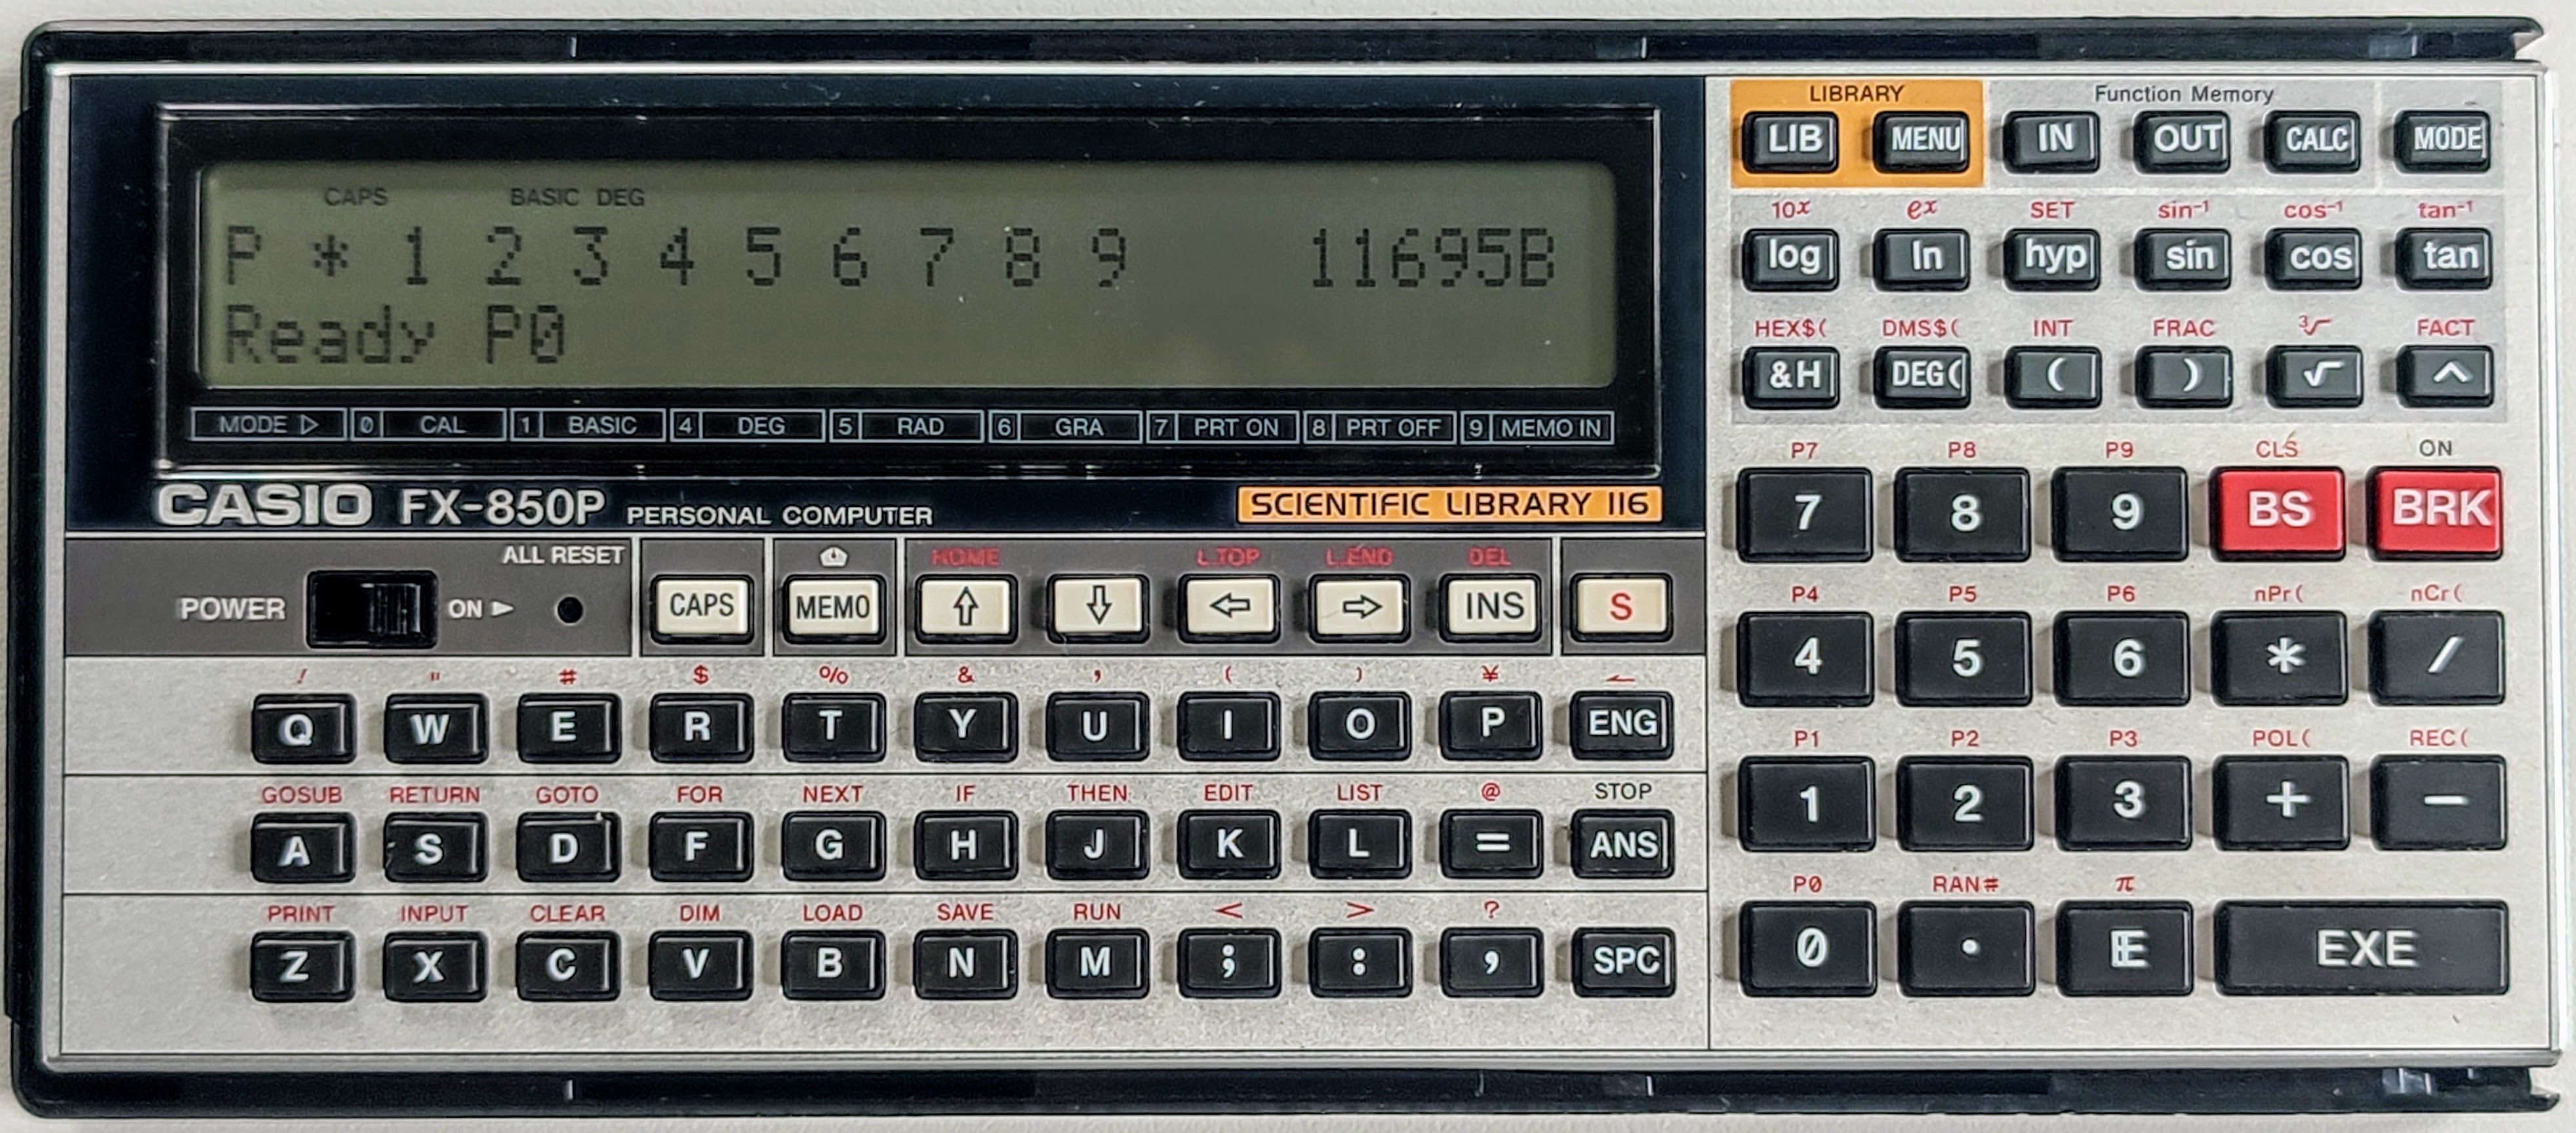 CAPS BASIC DEG
P * 1 2 3 4 5 6 7 8 9 11695B
Ready P0
MODE ▷ 0 CAL 1 BASIC 4 DEG 5 RAD 6 GRA 7 PRT ON 8 PRT OFF 9 MEMO IN
CASIO FX-850P PERSONAL COMPUTER SCIENTIFIC LIBRARY 116
ALL RESET HOME L.TOP L.END DEL
POWER ON ► CAPS MEMO ⇧ ⇩ ⇦ ⇨ INS S
! " # $ % & ' ( ) ¥ ←
Q W E R T Y U I O P ENG
GOSUB RETURN GOTO FOR NEXT IF THEN EDIT LIST @ STOP
A S D F G H J K L = ANS
PRINT INPUT CLEAR DIM LOAD SAVE RUN < > ?
Z X C V B N M ; : , SPC
LIBRARY Function Memory
LIB MENU IN OUT CALC MODE
10x ex SET sin⁻¹ cos⁻¹ tan⁻¹
log ln hyp sin cos tan
HEX$( DMS$( INT FRAC ³√ FACT
&H DEG( ( ) √ ^
P7 P8 P9 CLS ON
7 8 9 BS BRK
P4 P5 P6 nPr( nCr(
4 5 6 * /
P1 P2 P3 POL( REC(
1 2 3 + −
P0 RAN# π
0 • E EXE